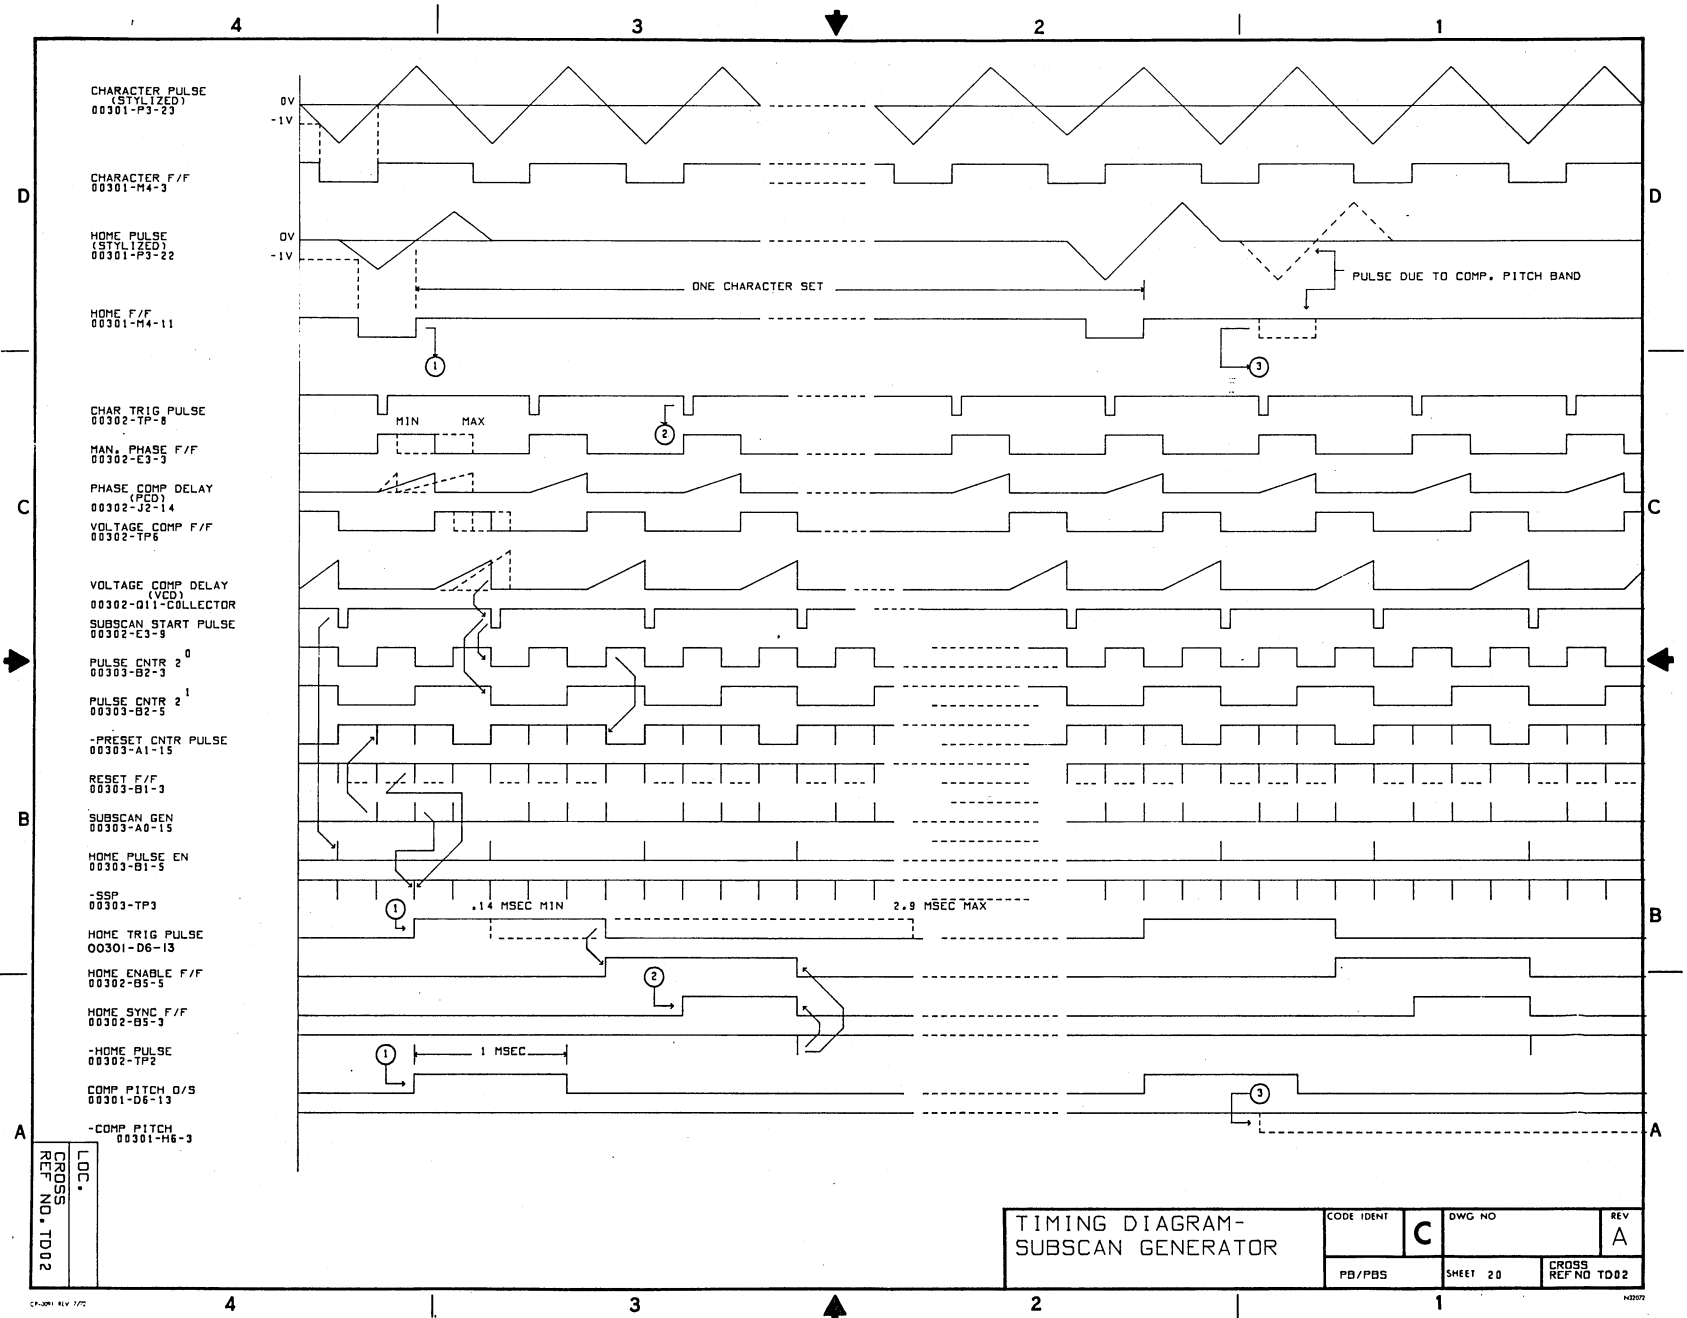 4 3 2 1
CHARACTER PULSE
(STYLIZED)
00301-P3-23
0V
-1V
CHARACTER F/F
00301-M4-3
D D
HOME PULSE
(STYLIZED)
00301-P3-22
0V
-1V
PULSE DUE TO COMP. PITCH BAND
ONE CHARACTER SET
HOME F/F
00301-M4-11
1 3
CHAR TRIG PULSE
00302-TP-8
MIN MAX
2
MAN. PHASE F/F
00302-E3-3
PHASE COMP DELAY
(PCD)
00302-J2-14
C C
VOLTAGE COMP F/F
00302-TP6
VOLTAGE COMP DELAY
(VCD)
00302-Q11-COLLECTOR
SUBSCAN START PULSE
00302-E3-9
PULSE CNTR 2 0
00303-B2-3
PULSE CNTR 2 1
00303-B2-5
-PRESET CNTR PULSE
00303-A1-15
RESET F/F
00303-B1-3
B
SUBSCAN GEN
00303-A0-15
HOME PULSE EN
00303-B1-5
-SSP
00303-TP3
1
.14 MSEC MIN 2.9 MSEC MAX
B
HOME TRIG PULSE
00301-D6-13
HOME ENABLE F/F
00302-B5-5
2
HOME SYNC F/F
00302-B5-3
-HOME PULSE
00302-TP2
1
1 MSEC
COMP PITCH O/S
00301-D6-13
3
-COMP PITCH
00301-H6-3
A A
LOC.
CROSS
REF NO. TD02
TIMING DIAGRAM-
SUBSCAN GENERATOR
CODE IDENT
C
DWG NO
REV
A
PB/PBS
SHEET 20
CROSS
REF NO TD02
CP-3091 REV 7/72
4 3 2 1
N32072